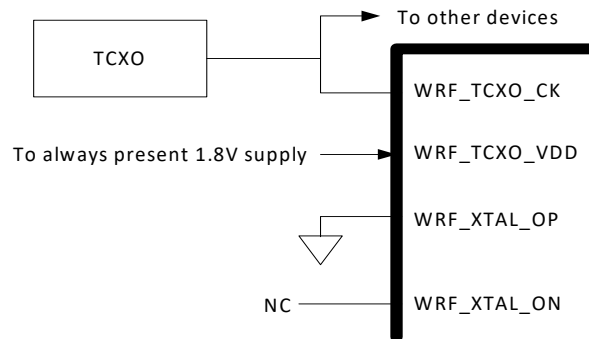 To other devices
TCXO
WRF_TCXO_CK
To always present 1.8V supply
WRF_TCXO_VDD
WRF_XTAL_OP
NC
WRF_XTAL_ON